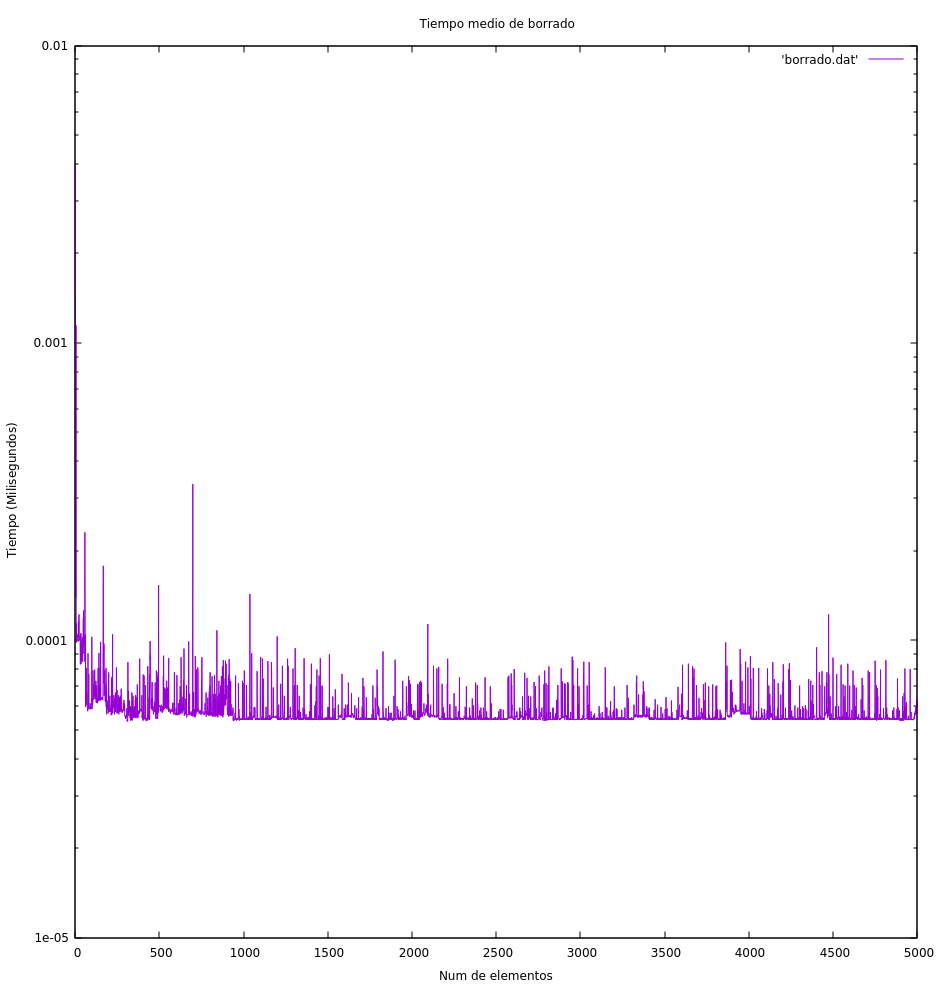 Tiempo medio de borrado
0.01
'borrado.dat'
0.001
Tiempo (Milisegundos)
0.0001
1e-05
0 500 1000 1500 2000 2500 3000 3500 4000 4500 5000
Num de elementos